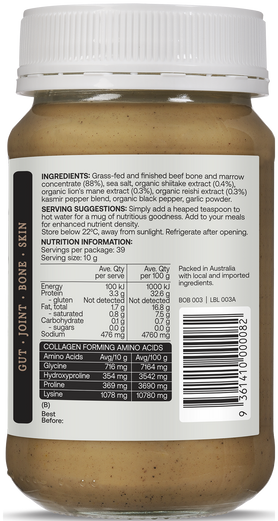 GUT · JOINT · BONE · SKIN
INGREDIENTS: Grass-fed and finished beef bone and marrow
concentrate (88%), sea salt, organic shiitake extract (0.4%),
organic lion's mane extract (0.3%), organic reishi extract (0.3%)
kasmir pepper blend, organic black pepper, garlic powder.
SERVING SUGGESTIONS: Simply add a heaped teaspoon to
hot water for a mug of nutritious goodness. Add to your meals
for enhanced nutrient density.
Store below 22ºC, away from sunlight. Refrigerate after opening.
NUTRITION INFORMATION:
Servings per package: 39
Serving size: 10 g
Ave. Qty per serve Ave. Qty per 100 g
Energy 100 kJ 1000 kJ
Protein 3.3 g 32.6 g
- gluten Not detected Not detected
Fat, total 1.7 g 16.8 g
- saturated 0.8 g 7.5 g
Carbohydrate 0.1 g 0.7 g
- sugars 0.0 g 0.0 g
Sodium 476 mg 4760 mg
COLLAGEN FORMING AMINO ACIDS
Amino Acids Avg/10 g Avg/100 g
Glycine 716 mg 7164 mg
Hydroxyproline 354 mg 3542 mg
Proline 369 mg 3690 mg
Lysine 1078 mg 10780 mg
(B)
Best
Before:
Packed in Australia
with local and imported
ingredients.
BOB 003 | LBL 003A
9 361410 000082